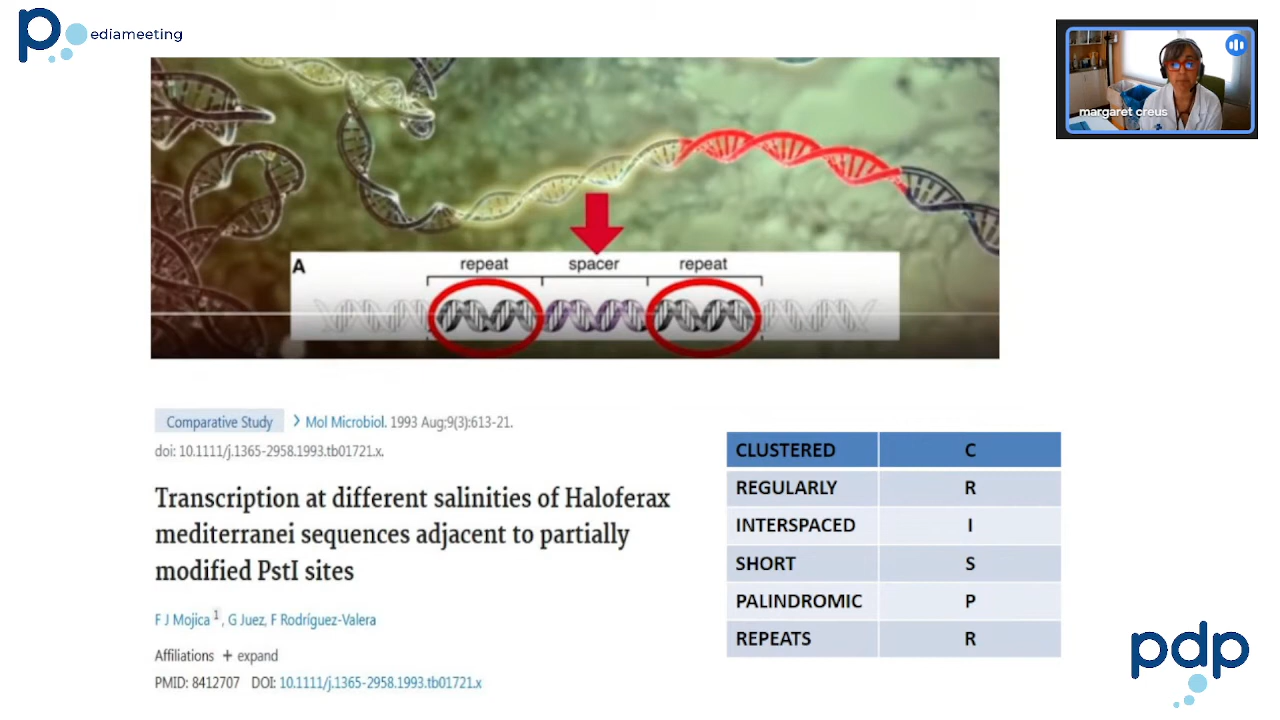 p.ediameeting
margaret creus
A
repeat
spacer
repeat
Comparative Study > Mol Microbiol. 1993 Aug;9(3):613-21.
doi: 10.1111/j.1365-2958.1993.tb01721.x.
Transcription at different salinities of Haloferax
mediterranei sequences adjacent to partially
modified PstI sites
F J Mojica 1, G Juez, F Rodríguez-Valera
Affiliations + expand
PMID: 8412707 DOI: 10.1111/j.1365-2958.1993.tb01721.x
CLUSTERED C
REGULARLY R
INTERSPACED I
SHORT S
PALINDROMIC P
REPEATS R
pdp